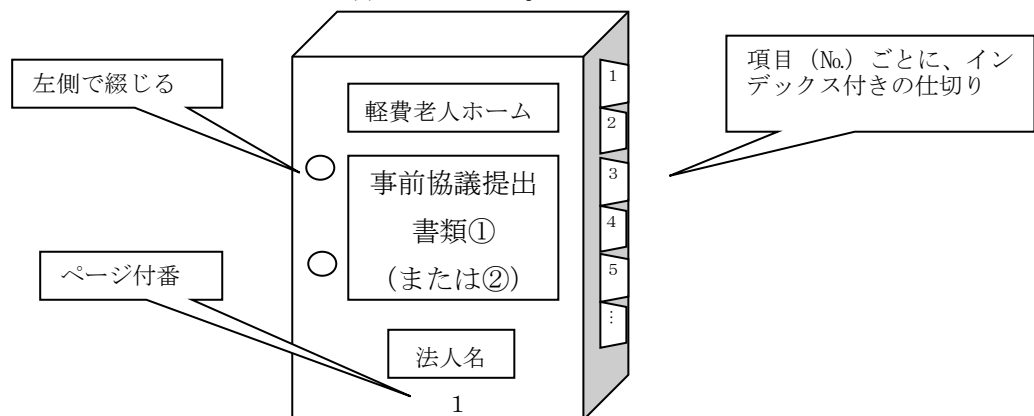 左側で綴じる
項目（№）ごとに、イン
デックス付きの仕切り
軽費老人ホーム
事前協議提出
書類①
（または②）
ページ付番
法人名
1
1
2
3
4
5
…